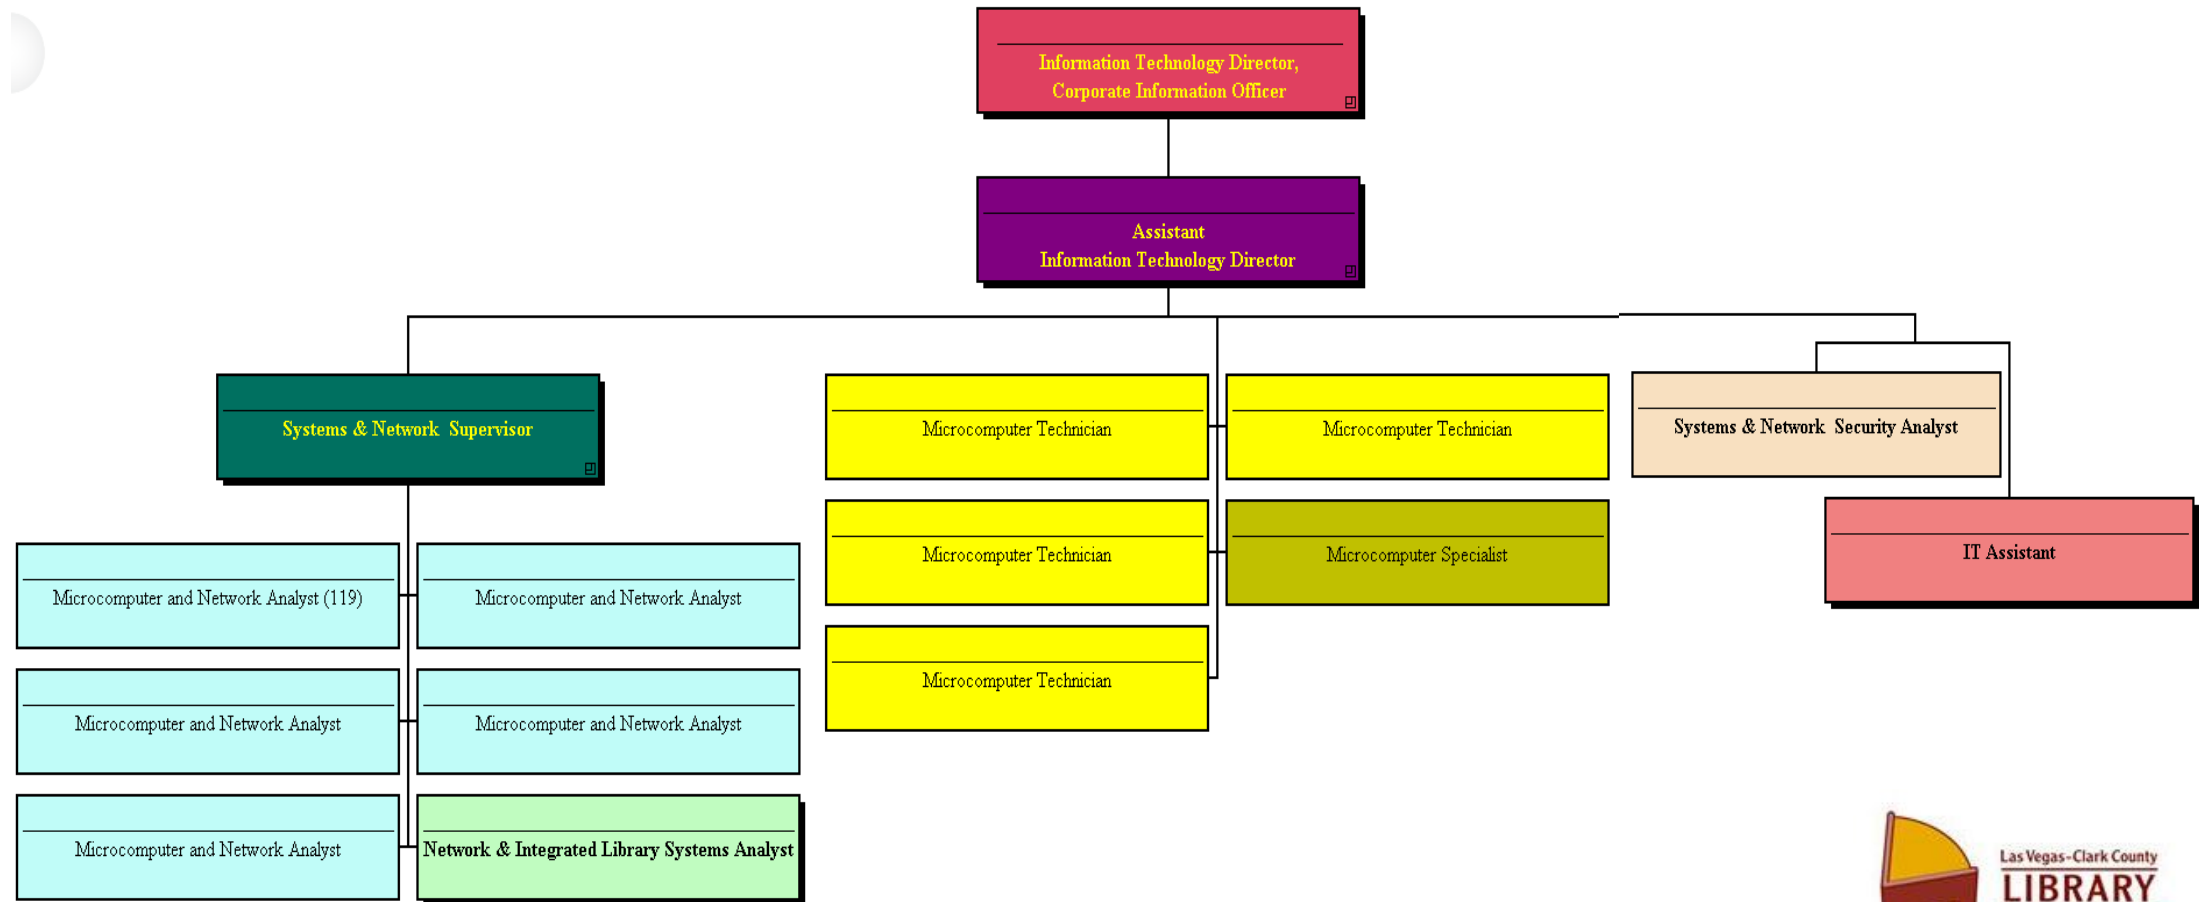 Information Technology Director,
Corporate Information Officer
Assistant
Information Technology Director
Systems & Network Supervisor
Microcomputer Technician
Microcomputer Technician
Systems & Network Security Analyst
Microcomputer Technician
Microcomputer Specialist
IT Assistant
Microcomputer and Network Analyst (119)
Microcomputer and Network Analyst
Microcomputer Technician
Microcomputer and Network Analyst
Microcomputer and Network Analyst
Microcomputer and Network Analyst
Network & Integrated Library Systems Analyst
Las Vegas-Clark County
LIBRARY